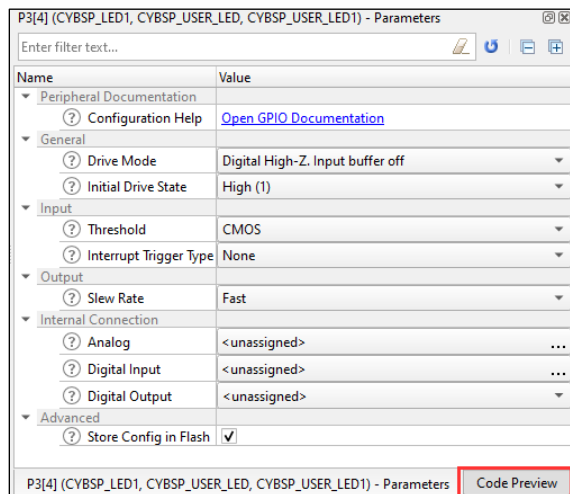 P3[4] (CYBSP_LED1, CYBSP_USER_LED, CYBSP_USER_LED1) - Parameters
Enter filter text...
Name Value
Peripheral Documentation
? Configuration Help Open GPIO Documentation
General
? Drive Mode Digital High-Z. Input buffer off
? Initial Drive State High (1)
Input
? Threshold CMOS
? Interrupt Trigger Type None
Output
? Slew Rate Fast
Internal Connection
? Analog <unassigned> ...
? Digital Input <unassigned> ...
? Digital Output <unassigned>
Advanced
? Store Config in Flash
P3[4] (CYBSP_LED1, CYBSP_USER_LED, CYBSP_USER_LED1) - Parameters Code Preview